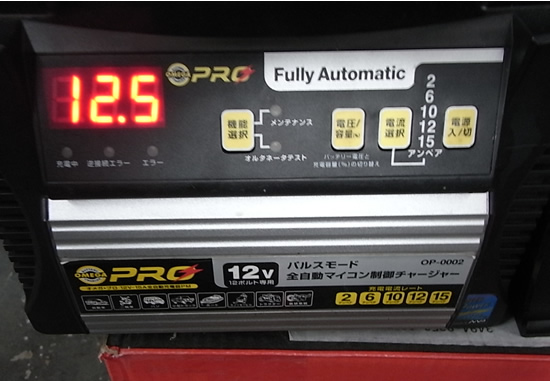 12.5
OMEGA PRO
Fully Automatic
機能
選択
メンテナンス
オルタネータテスト
電圧/
容量(%)
バッテリー電圧と
充電容量(%)の切り替え
電流
選択
2
6
10
12
15
アンペア
電源
入/切
充電中 逆接続エラー エラー
OMEGA PRO
12V
12ボルト専用
パルスモード OP-0002
全自動マイコン制御チャージャー
充電電流レート
2 6 10 12 15